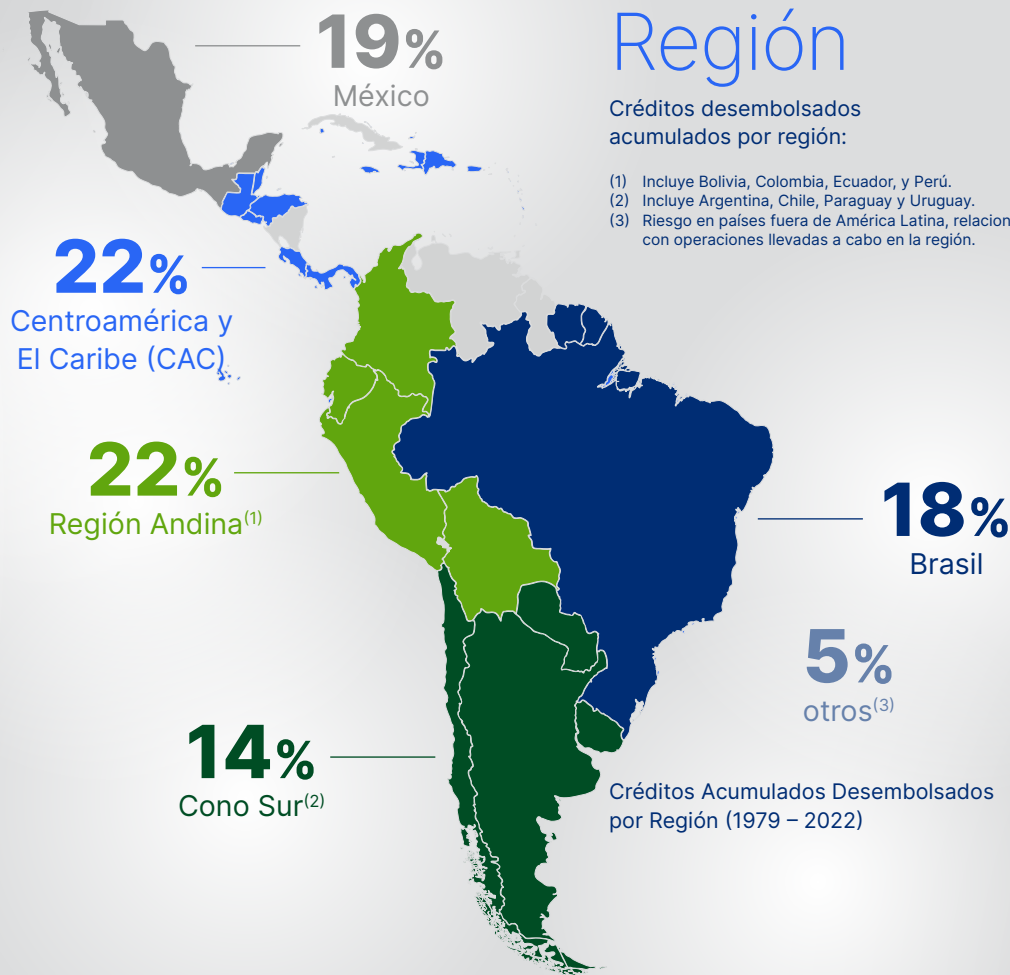 19%
México
Región
Créditos desembolsados
acumulados por región:
(1) Incluye Bolivia, Colombia, Ecuador, y Perú.
(2) Incluye Argentina, Chile, Paraguay y Uruguay.
(3) Riesgo en países fuera de América Latina, relacion
con operaciones llevadas a cabo en la región.
22%
Centroamérica y
El Caribe (CAC)
22%
Región Andina(1)
18%
Brasil
5%
otros(3)
14%
Cono Sur(2)
Créditos Acumulados Desembolsados
por Región (1979 – 2022)